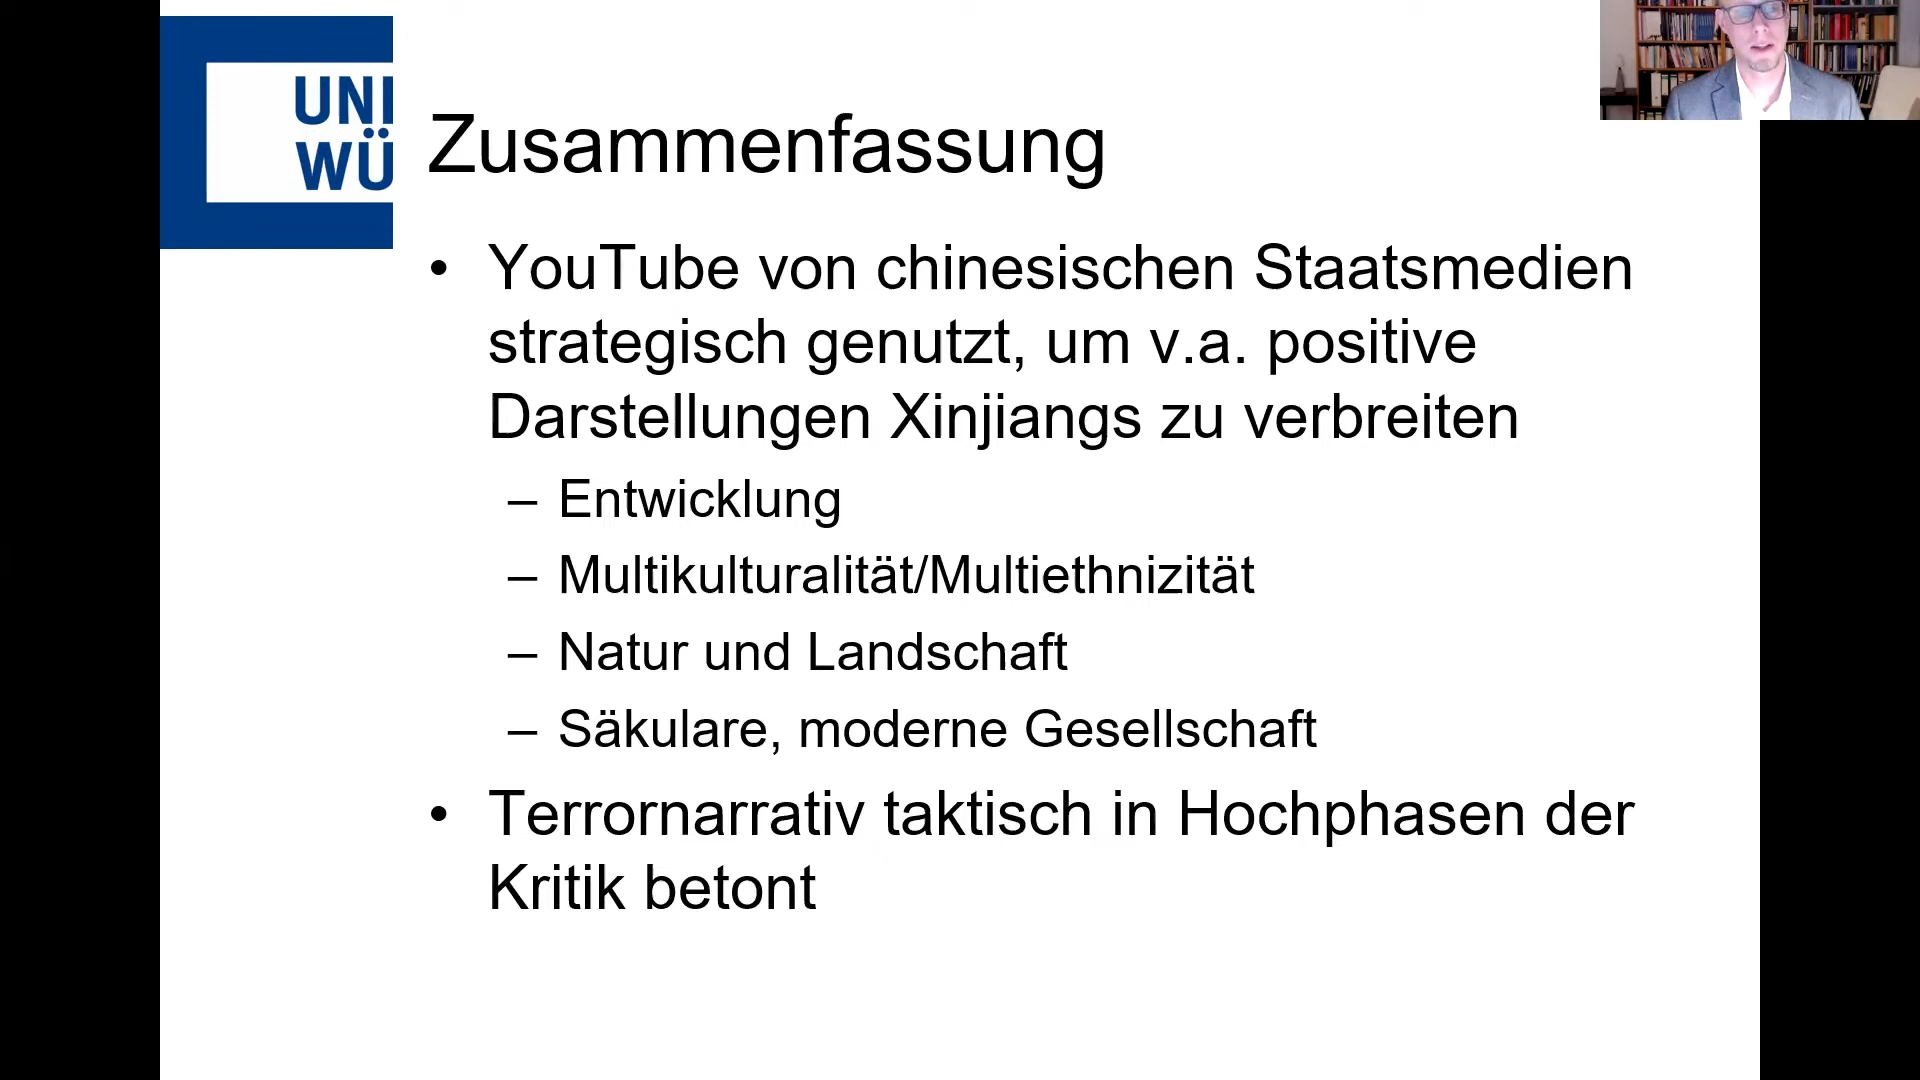 UNI
WÜ
Zusammenfassung
• YouTube von chinesischen Staatsmedien
strategisch genutzt, um v.a. positive
Darstellungen Xinjiangs zu verbreiten
– Entwicklung
– Multikulturalität/Multiethnizität
– Natur und Landschaft
– Säkulare, moderne Gesellschaft
• Terrornarrativ taktisch in Hochphasen der
Kritik betont